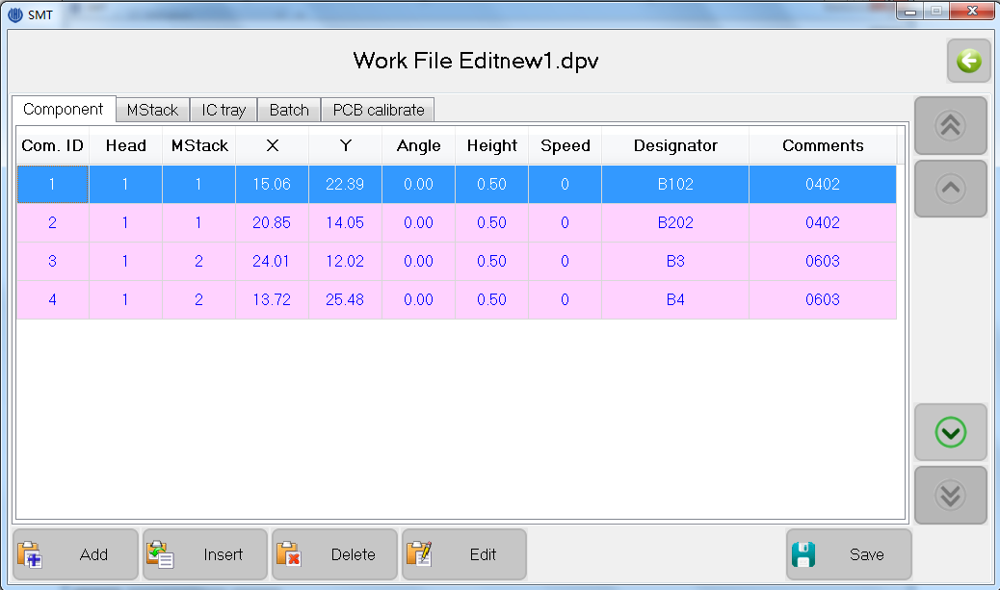 SMT
Work File Editnew1.dpv
Component MStack IC tray Batch PCB calibrate
Com. ID Head MStack X Y Angle Height Speed Designator Comments
1 1 1 15.06 22.39 0.00 0.50 0 B102 0402
2 1 1 20.85 14.05 0.00 0.50 0 B202 0402
3 1 2 24.01 12.02 0.00 0.50 0 B3 0603
4 1 2 13.72 25.48 0.00 0.50 0 B4 0603
Add Insert Delete Edit Save